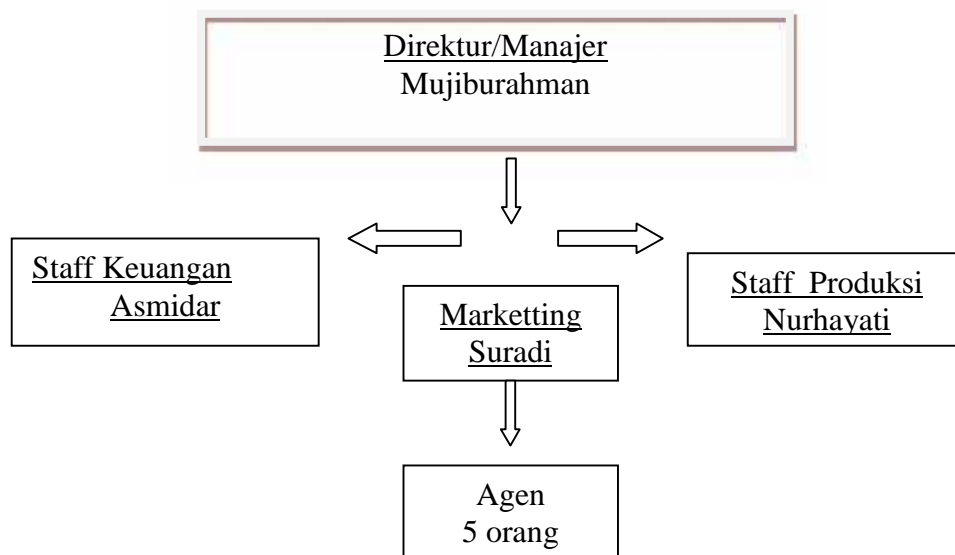 Direktur/Manajer
Mujiburahman
Staff Keuangan
Asmidar
Marketting
Suradi
Staff Produksi
Nurhayati
Agen
5 orang